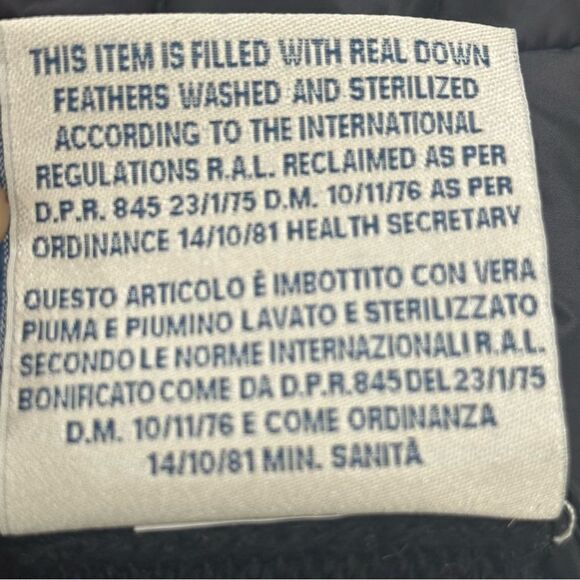 THIS ITEM IS FILLED WITH REAL DOWN
FEATHERS WASHED AND STERILIZED
ACCORDING TO THE INTERNATIONAL
REGULATIONS R.A.L. RECLAIMED AS PER
D.P.R. 845 23/1/75 D.M. 10/11/76 AS PER
ORDINANCE 14/10/81 HEALTH SECRETARY
QUESTO ARTICOLO È IMBOTTITO CON VERA
PIUMA E PIUMINO LAVATO E STERILIZZATO
SECONDO LE NORME INTERNAZIONALI R.A.L.
BONIFICATO COME DA D.P.R.845 DEL 23/1/75
D.M. 10/11/76 E COME ORDINANZA
14/10/81 MIN. SANITÀ